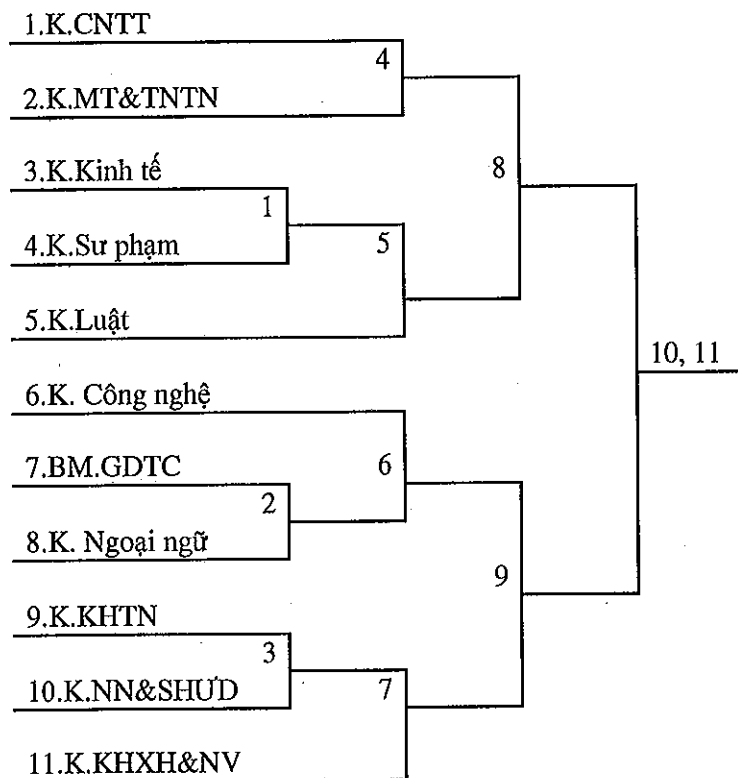 1.K.CNTT
4
2.K.MT&TNTN
3.K.Kinh tế
8
1
4.K.Sư phạm
5
5.K.Luật
10, 11
6.K. Công nghệ
7.BM.GDTC
6
2
8.K. Ngoại ngữ
9
9.K.KHTN
3
10.K.NN&SHƯD
7
11.K.KHXH&NV